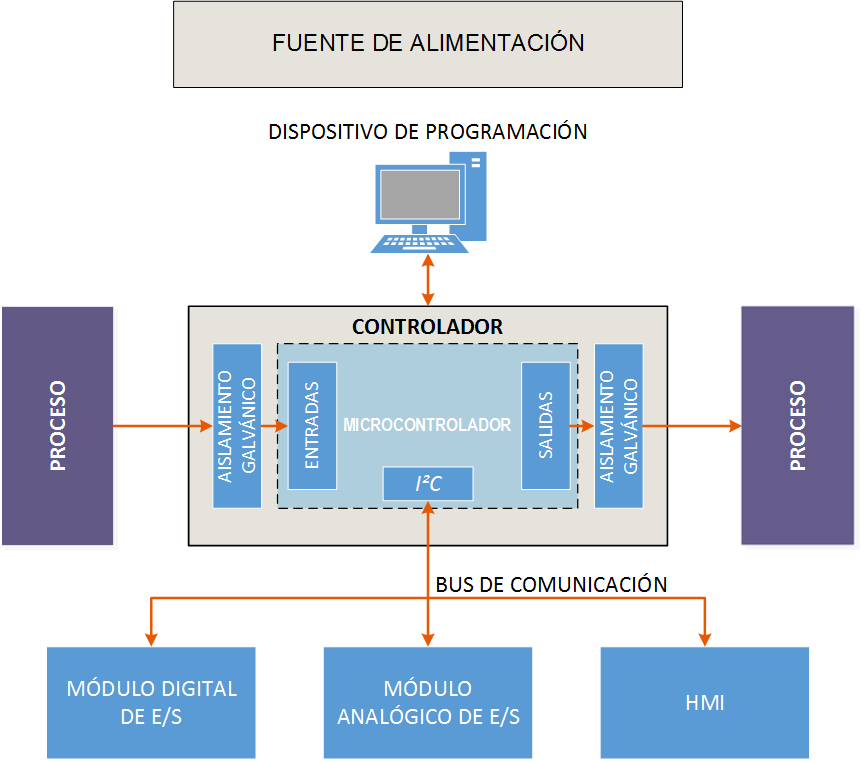 FUENTE DE ALIMENTACIÓN
DISPOSITIVO DE PROGRAMACIÓN
CONTROLADOR
PROCESO
AISLAMIENTO
GALVÁNICO
ENTRADAS
MICROCONTROLADOR
SALIDAS
AISLAMIENTO
GALVÁNICO
PROCESO
I²C
BUS DE COMUNICACIÓN
MÓDULO DIGITAL
DE E/S
MÓDULO
ANALÓGICO DE E/S
HMI